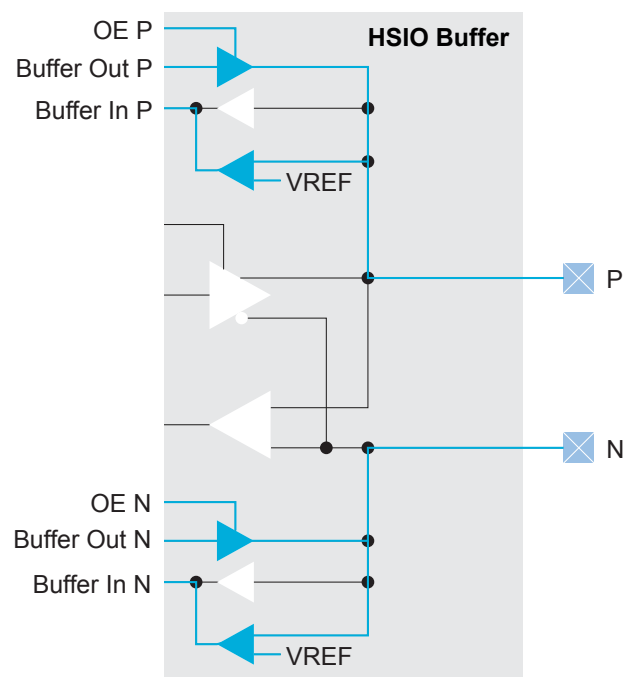 OE P
HSIO Buffer
Buffer Out P
Buffer In P
VREF
P
N
OE N
Buffer Out N
Buffer In N
VREF